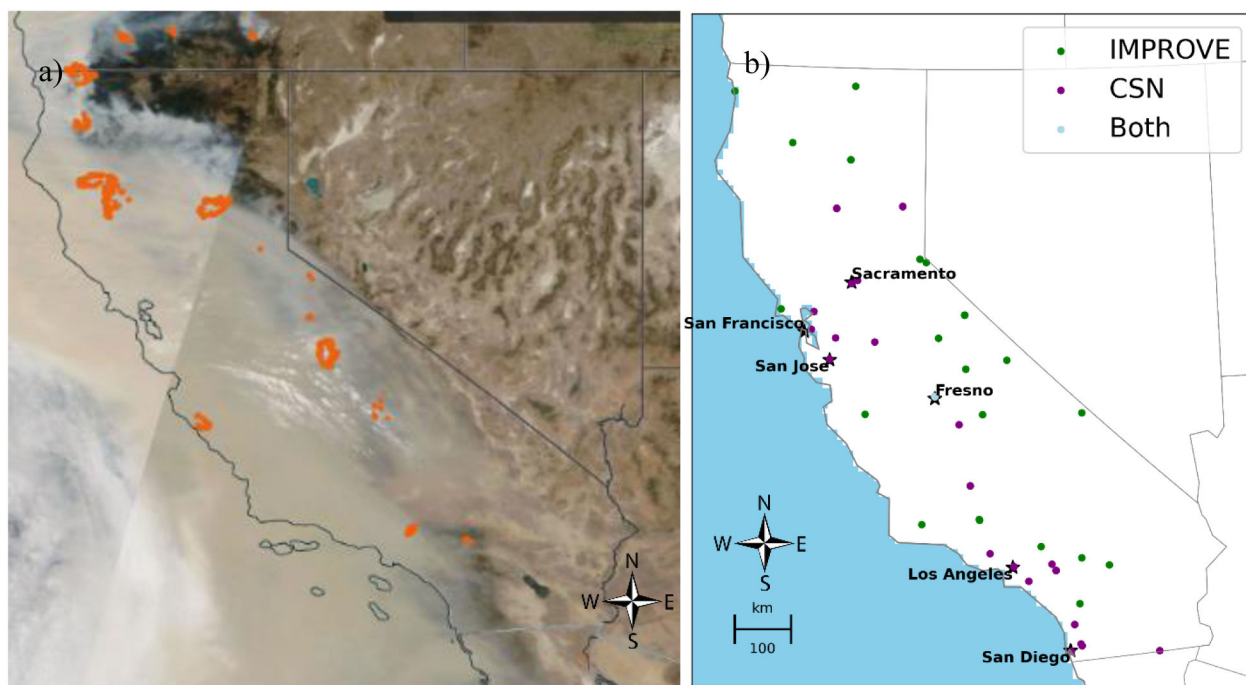 a)
N
W E
S
b)
IMPROVE
CSN
Both
Sacramento
San Francisco
San Jose
Fresno
N
W E
S
Los Angeles
km
100
San Diego